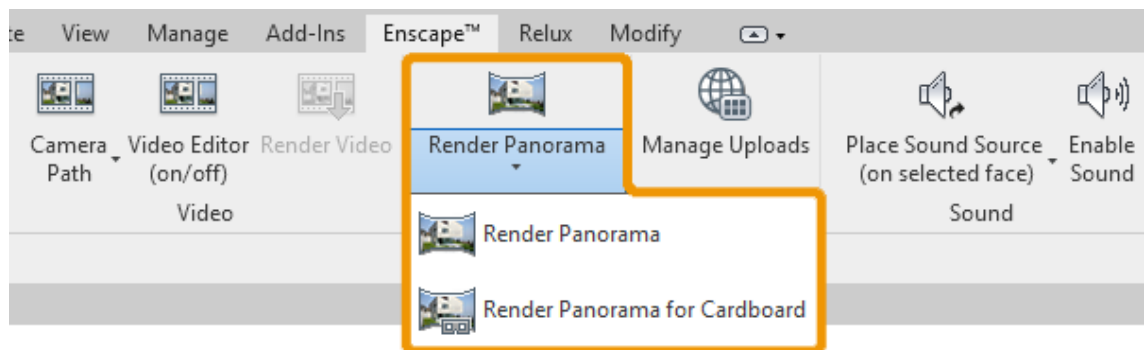 View Manage Add-Ins Enscape™ Relux Modify
Camera Path
Video Editor (on/off)
Render Video
Render Panorama
Manage Uploads
Place Sound Source (on selected face)
Enable Sound
Video
Sound
Render Panorama
Render Panorama for Cardboard